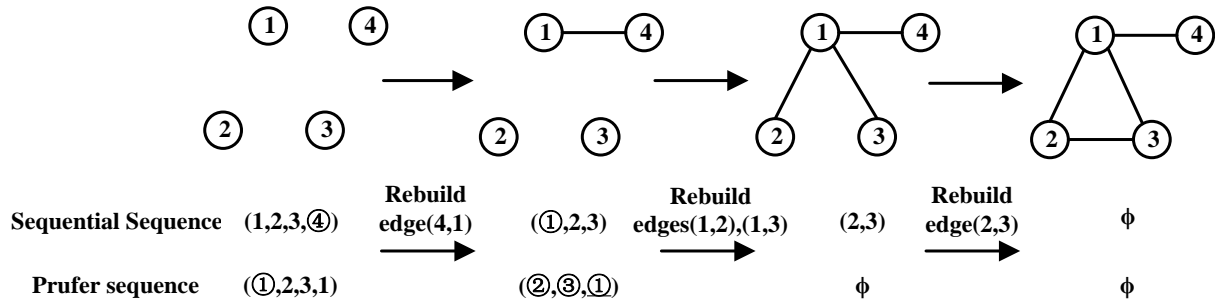 1 4 1 4 1 4 1 4
2 3 2 3 2 3 2 3
Rebuild Rebuild Rebuild
Sequential Sequence (1,2,3,④) edge(4,1) (①,2,3) edges(1,2),(1,3) (2,3) edge(2,3) ϕ
Prufer sequence (①,2,3,1) (②,③,①) ϕ ϕ